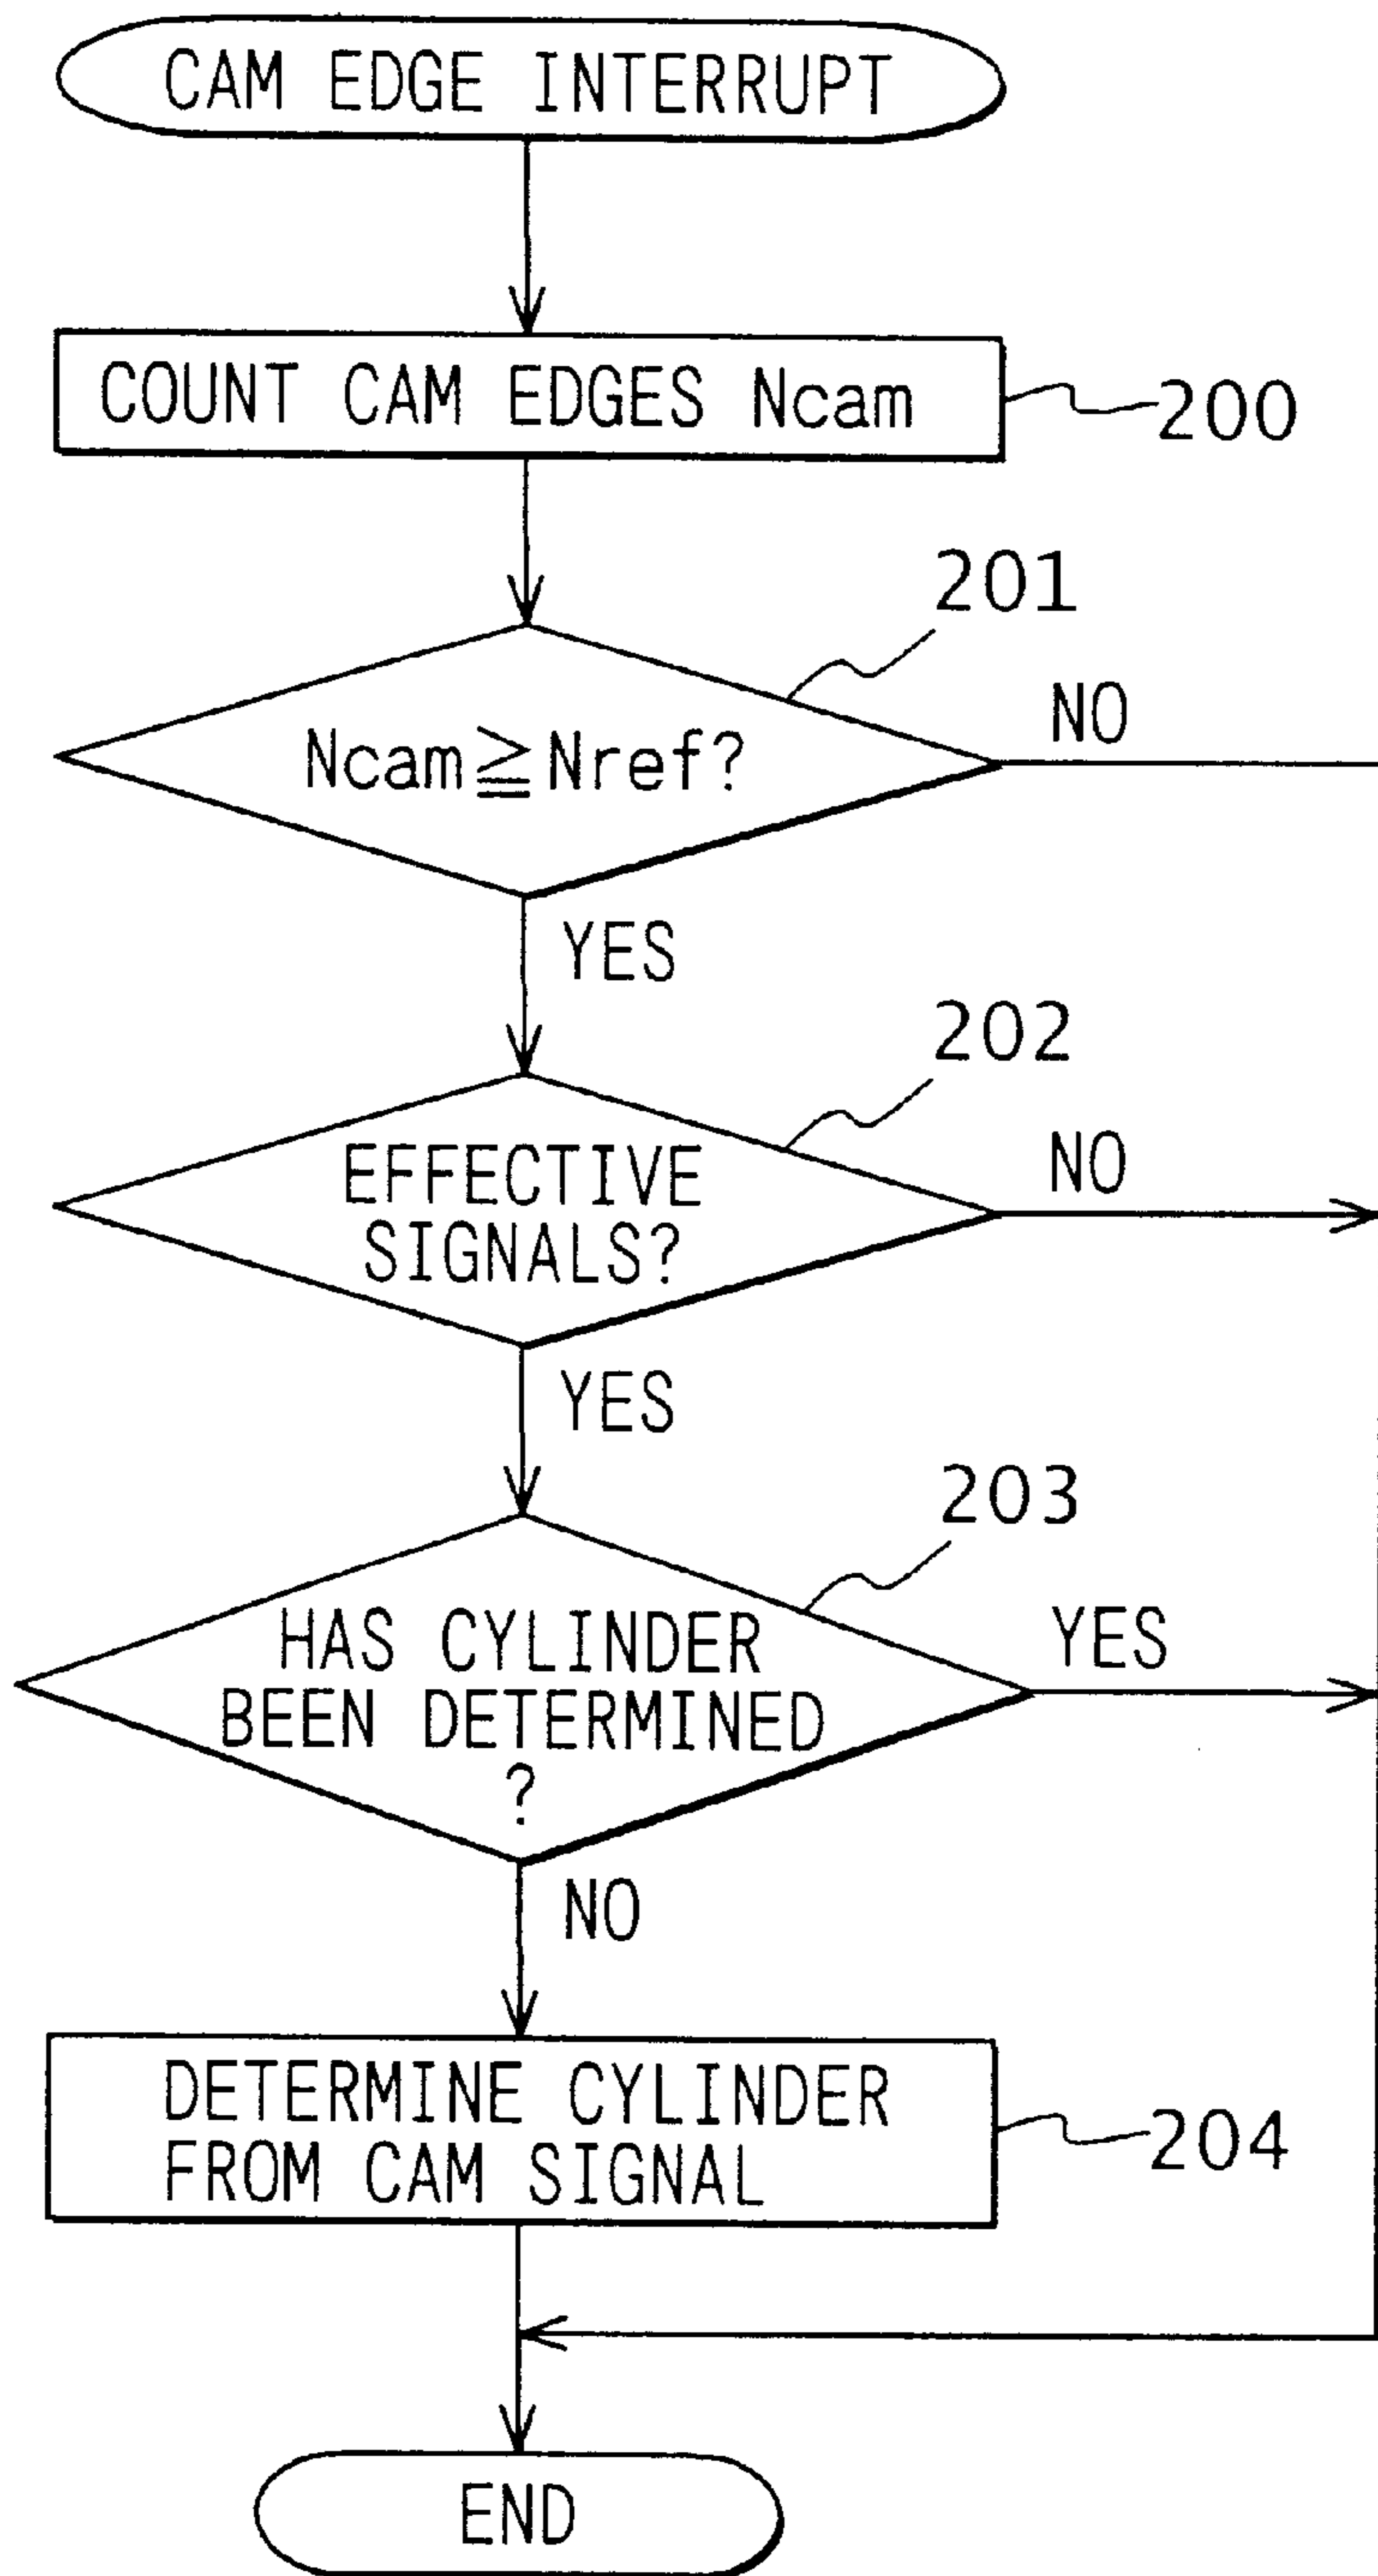 CAM EDGE INTERRUPT
COUNT CAM EDGES Ncam
200
201
Ncam≧Nref?
NO
YES
202
EFFECTIVE
SIGNALS?
NO
YES
203
HAS CYLINDER
BEEN DETERMINED
?
YES
NO
DETERMINE CYLINDER
FROM CAM SIGNAL
204
END